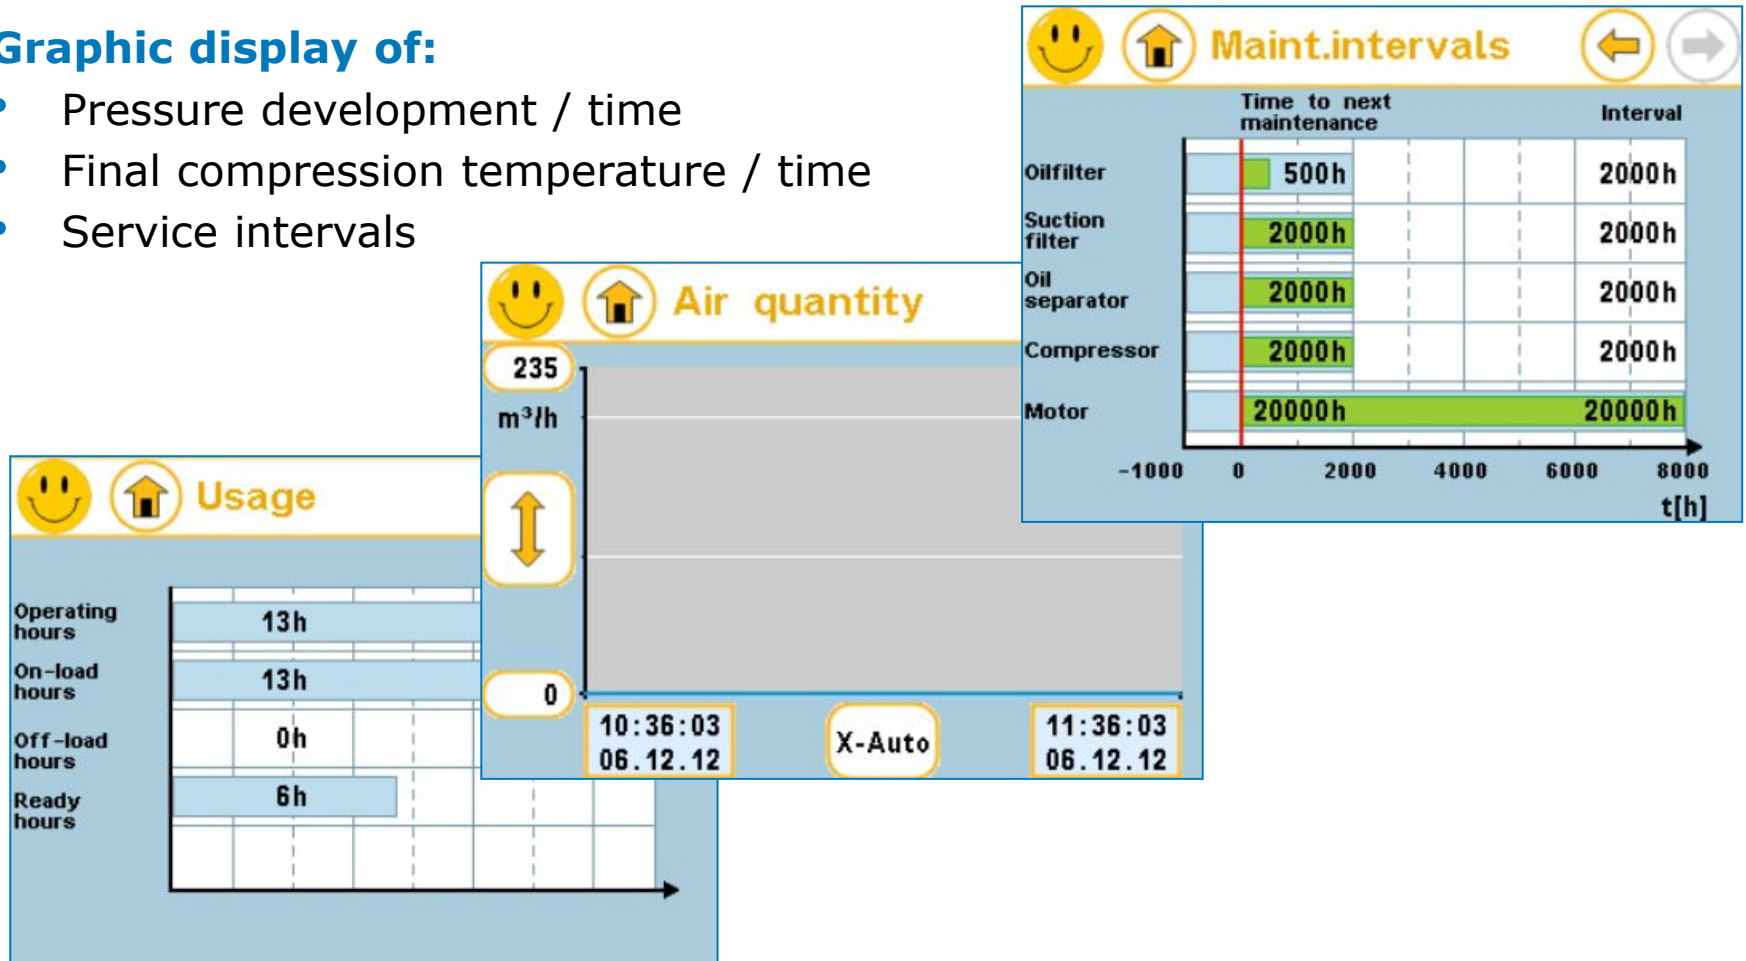 Graphic display of:
• Pressure development / time
• Final compression temperature / time
• Service intervals
Maint.intervals
Time to next
maintenance
Interval
Oilfilter 500h 2000h
Suction
filter 2000h 2000h
Oil
separator 2000h 2000h
Compressor 2000h 2000h
Motor 20000h 20000h
-1000 0 2000 4000 6000 8000
t[h]
Air quantity
235
m³/h
0
10:36:03
06.12.12
X-Auto
11:36:03
06.12.12
Usage
Operating
hours 13h
On-load
hours 13h
Off-load
hours 0h
Ready
hours 6h